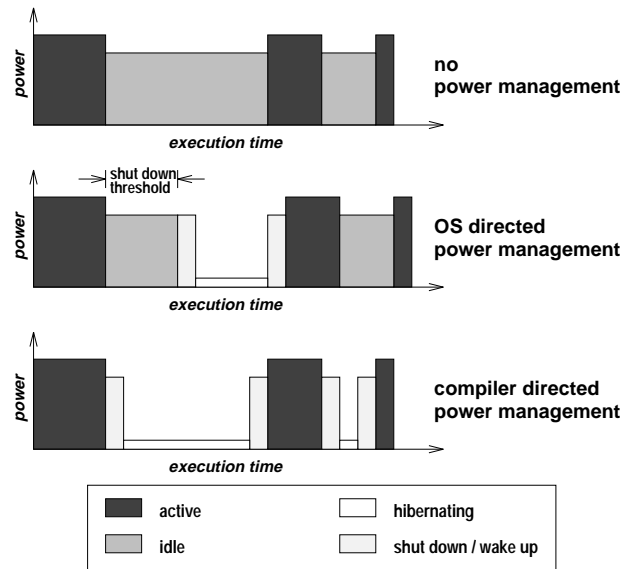 power
no
power management
execution time
shut down
threshold
power
OS directed
power management
execution time
power
compiler directed
power management
execution time
active
hibernating
idle
shut down / wake up